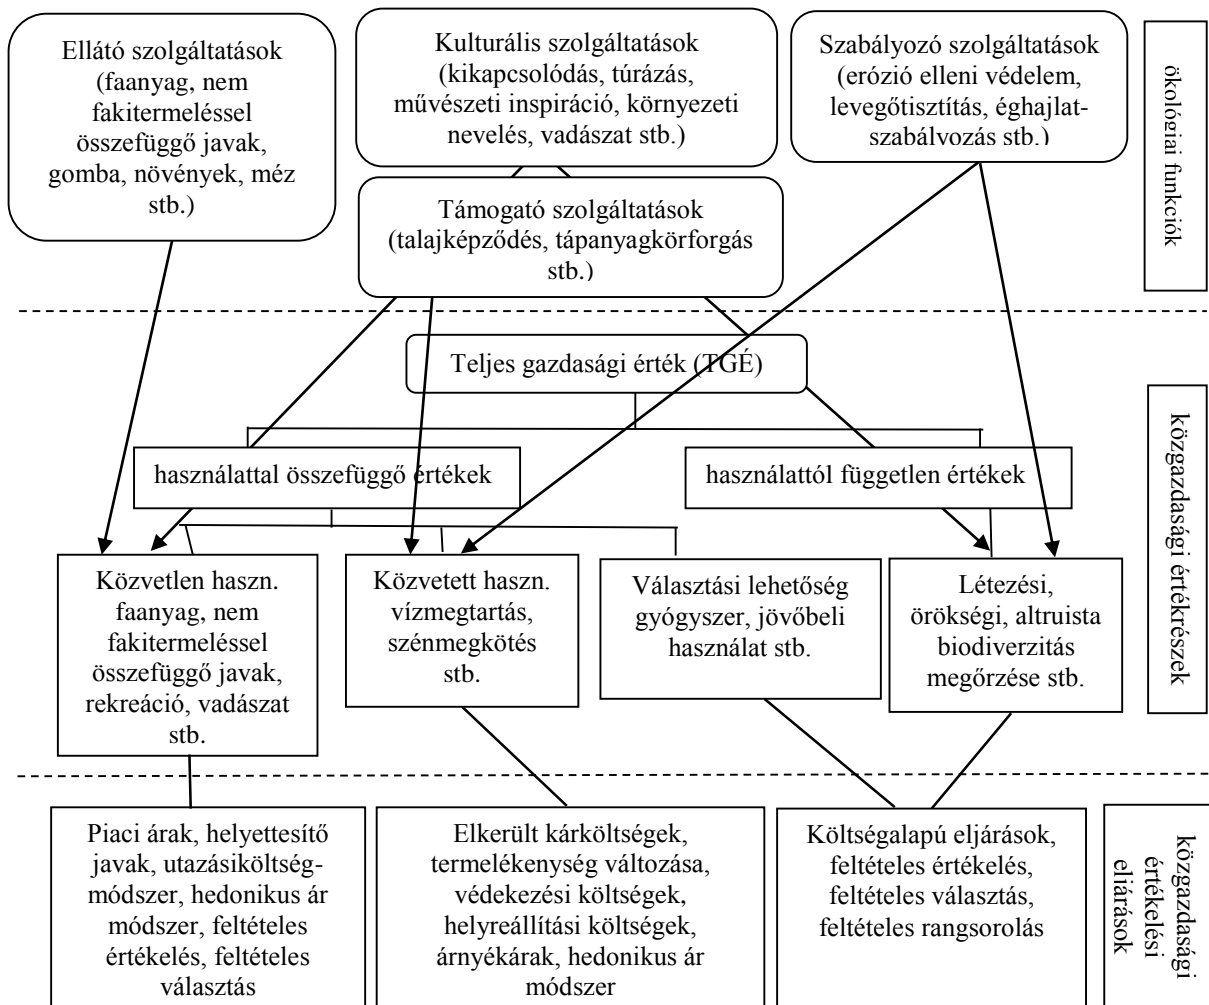 Ellátó szolgáltatások
(faanyag, nem
fakitermeléssel
összefüggő javak,
gomba, növények, méz
stb.)
Kulturális szolgáltatások
(kikapcsolódás, túrázás,
művészeti inspiráció, környezeti
nevelés, vadászat stb.)
Szabályozó szolgáltatások
(erózió elleni védelem,
levegőtisztítás, éghajlat-
szabályozás stb.)
ökológiai funkciók
Támogató szolgáltatások
(talajképződés, tápanyagkörforgás
stb.)
Teljes gazdasági érték (TGÉ)
használattal összefüggő értékek
használattól független értékek
közgazdasági értékrészek
Közvetlen haszn.
faanyag, nem
fakitermeléssel
összefüggő javak,
rekreáció, vadászat
stb.
Közvetett haszn.
vízmegtartás,
szénmegkötés
stb.
Választási lehetőség
gyógyszer, jövőbeli
használat stb.
Létezési,
örökségi, altruista
biodiverzitás
megőrzése stb.
Piaci árak, helyettesítő
javak, utazásiköltség-
módszer, hedonikus ár
módszer, feltételes
értékelés, feltételes
választás
Elkerült kárköltségek,
termelékenység változása,
védekezési költségek,
helyreállítási költségek,
árnyékárak, hedonikus ár
módszer
Költségalapú eljárások,
feltételes értékelés,
feltételes választás,
feltételes rangsorolás
közgazdasági
értékelési
eljárások